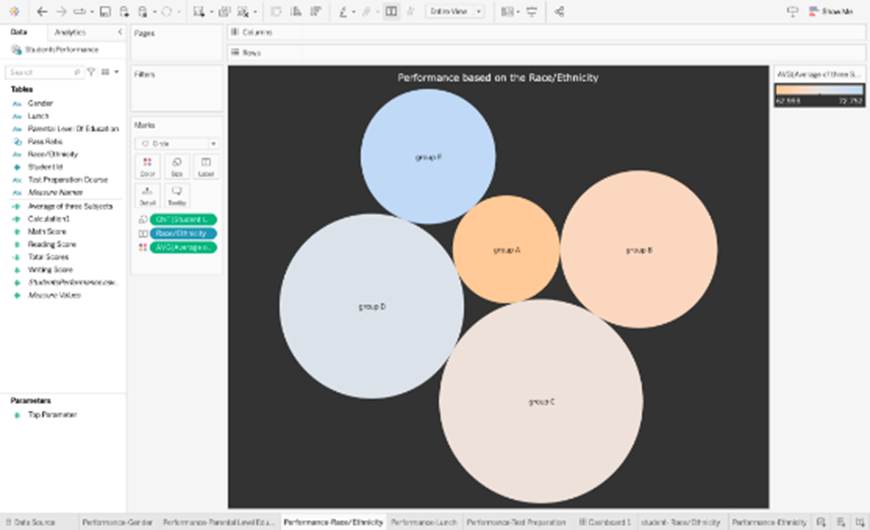 Entire View
Show Me
Data
Analytics
StudentsPerformance
Search
Tables
Gender
Lunch
Parental Level Of Education
Pass Ratio
Race/Ethnicity
Student Id
Test Preparation Course
Measure Names
Average of three Subjects
Calculation1
Math Score
Reading Score
Total Scores
Writing Score
StudentsPerformance.csv..
Measure Values
Parameters
Top Parameter
Pages
Filters
Marks
Circle
Color
Size
Label
Detail
Tooltip
CNT(Student I..
Race/Ethnicity
AVG(Average o..
Columns
Rows
Performance based on the Race/Ethnicity
group E
group A
group B
group D
group C
AVG(Average of three S...
62.993
72.752
Data Source
Performance-Gender
Performance-Parental Level Edu...
Performance-Race/Ethnicity
Performance-Lunch
Performance-Test Preparation
Dashboard 1
student- Race/Ethnicity
Performance-Ethnicity